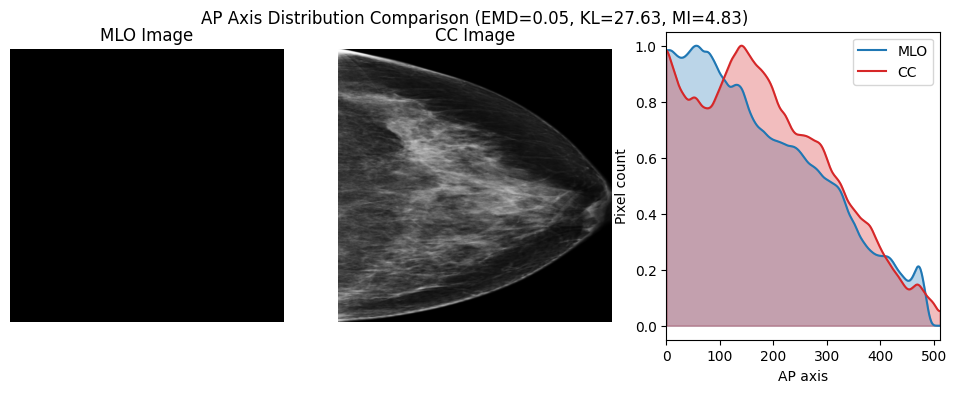 AP Axis Distribution Comparison (EMD=0.05, KL=27.63, MI=4.83)
MLO Image
CC Image
MLO
CC
Pixel count
1.0
0.8
0.6
0.4
0.2
0.0
0 100 200 300 400 500
AP axis